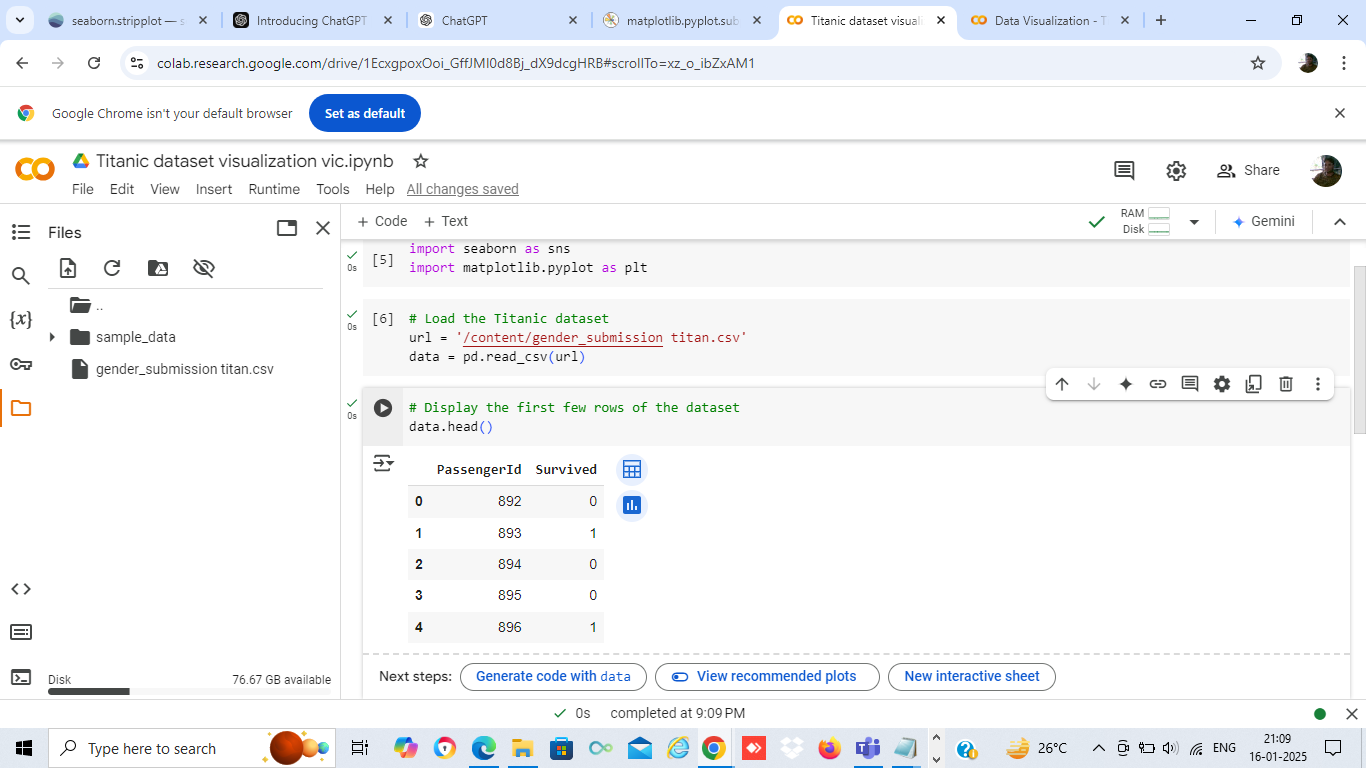 seaborn.stripplot — s
Introducing ChatGPT
ChatGPT
matplotlib.pyplot.sub
Titanic dataset visuali
Data Visualization - T
colab.research.google.com/drive/1EcxgpoxOoi_GffJMI0d8Bj_dX9dcgHRB#scrollTo=xz_o_ibZxAM1
Google Chrome isn't your default browser
Set as default
Titanic dataset visualization vic.ipynb
File Edit View Insert Runtime Tools Help All changes saved
Share
Files
+ Code + Text
RAM
Disk
Gemini
..
sample_data
gender_submission titan.csv
Disk
76.67 GB available
0s
[5]
import seaborn as sns
import matplotlib.pyplot as plt
0s
[6]
# Load the Titanic dataset
url = '/content/gender_submission titan.csv'
data = pd.read_csv(url)
0s
# Display the first few rows of the dataset
data.head()
PassengerId Survived
0 892 0
1 893 1
2 894 0
3 895 0
4 896 1
Next steps: Generate code with data View recommended plots New interactive sheet
0s completed at 9:09 PM
Type here to search
26°C
ENG
21:09
16-01-2025